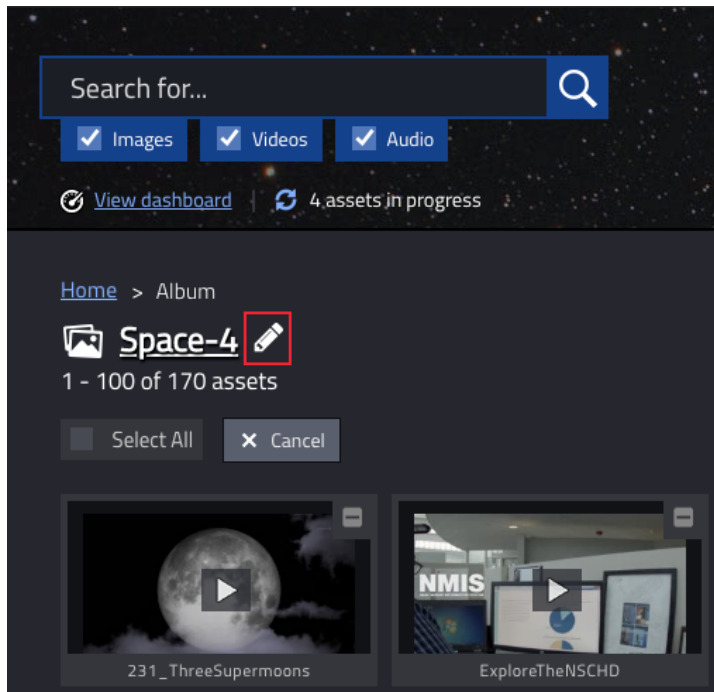 Search for...
Images Videos Audio
View dashboard | 4 assets in progress
Home > Album
Space-4
1 - 100 of 170 assets
Select All × Cancel
NMIS
231_ThreeSupermoons ExploreTheNSCHD